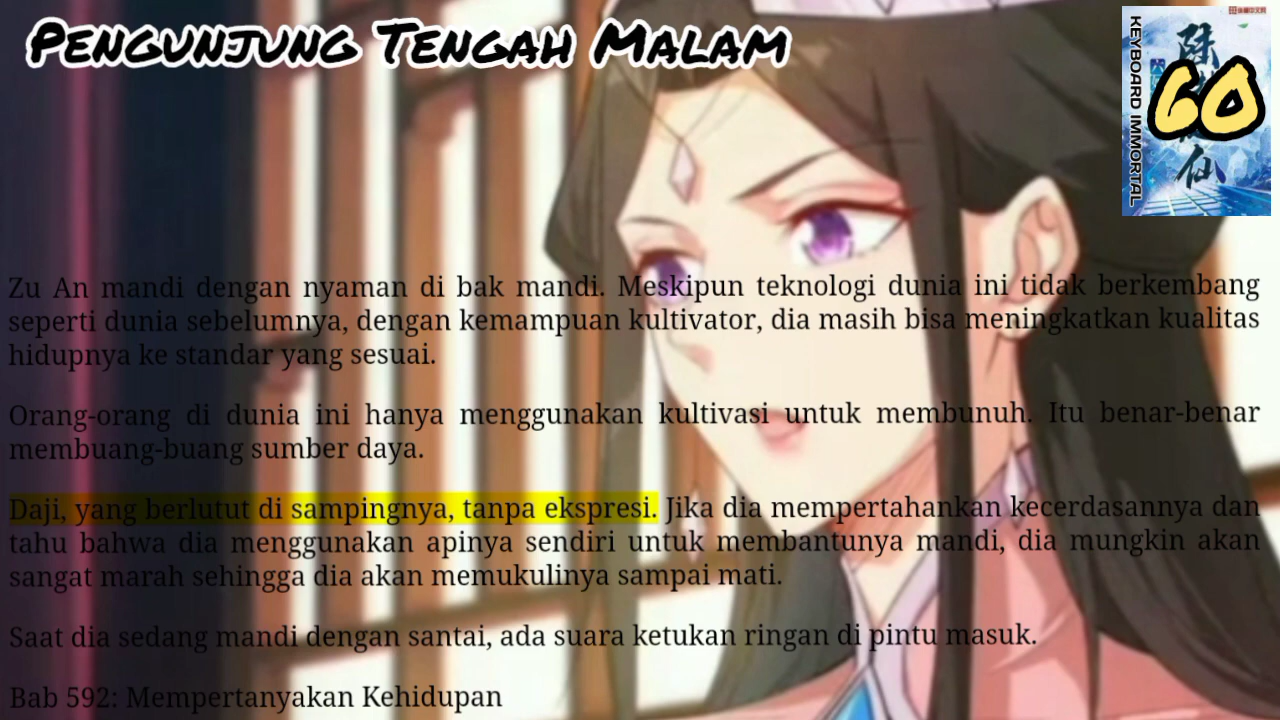 Pengunjung Tengah Malam
60
KEYBOARD IMMORTAL
Zu An mandi dengan nyaman di bak mandi. Meskipun teknologi dunia ini tidak berkembang
seperti dunia sebelumnya, dengan kemampuan kultivator, dia masih bisa meningkatkan kualitas
hidupnya ke standar yang sesuai.
Orang-orang di dunia ini hanya menggunakan kultivasi untuk membunuh. Itu benar-benar
membuang-buang sumber daya.
Daji, yang berlutut di sampingnya, tanpa ekspresi. Jika dia mempertahankan kecerdasannya dan
tahu bahwa dia menggunakan apinya sendiri untuk membantunya mandi, dia mungkin akan
sangat marah sehingga dia akan memukulinya sampai mati.
Saat dia sedang mandi dengan santai, ada suara ketukan ringan di pintu masuk.
Bab 592: Mempertanyakan Kehidupan